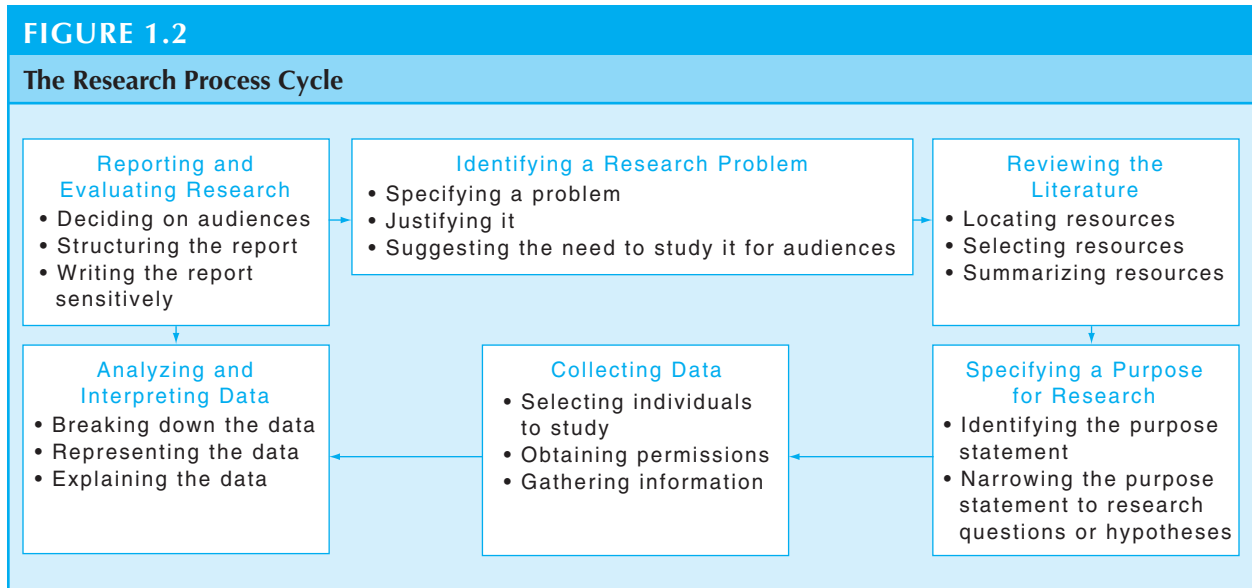 FIGURE 1.2
The Research Process Cycle
Reporting and
Evaluating Research
• Deciding on audiences
• Structuring the report
• Writing the report
sensitively
Identifying a Research Problem
• Specifying a problem
• Justifying it
• Suggesting the need to study it for audiences
Reviewing the
Literature
• Locating resources
• Selecting resources
• Summarizing resources
Analyzing and
Interpreting Data
• Breaking down the data
• Representing the data
• Explaining the data
Collecting Data
• Selecting individuals
to study
• Obtaining permissions
• Gathering information
Specifying a Purpose
for Research
• Identifying the purpose
statement
• Narrowing the purpose
statement to research
questions or hypotheses